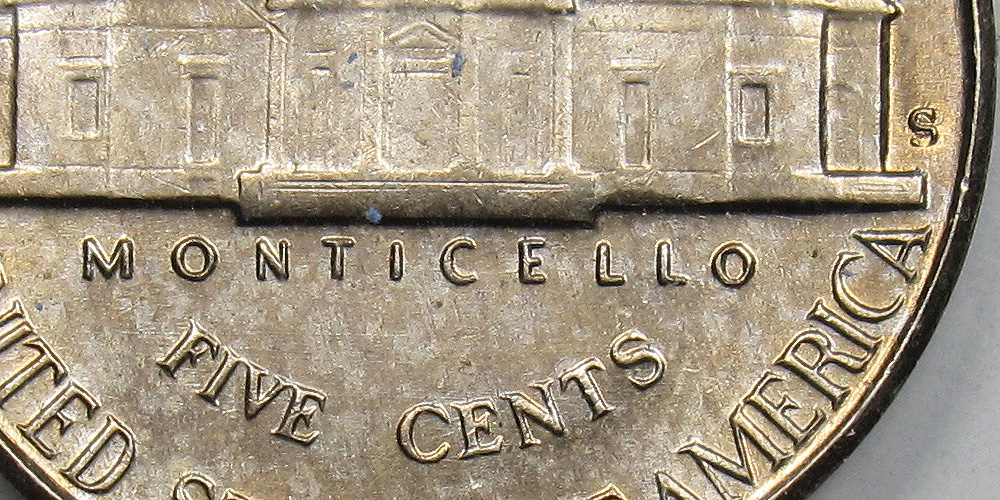 S
MONTICELLO
FIVE CENTS
AMERICA